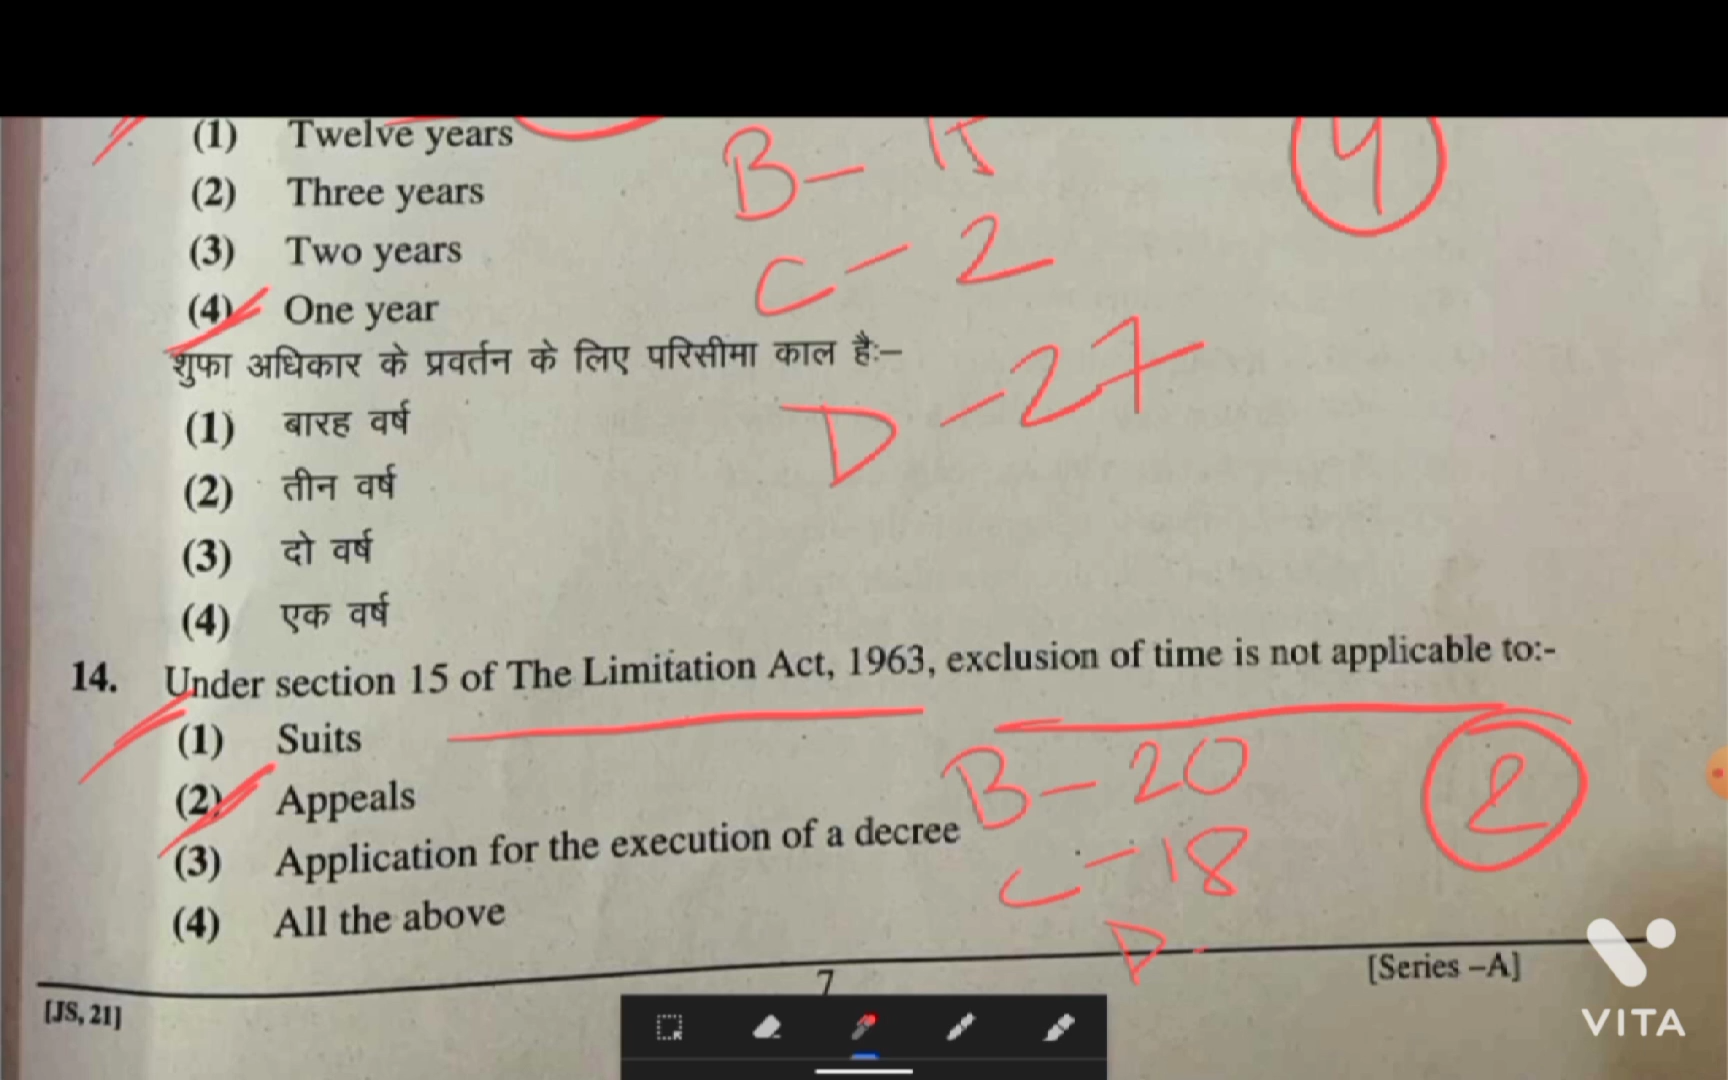 (1) Twelve years
(2) Three years
(3) Two years
(4) One year
शुफा अधिकार के प्रवर्तन के लिए परिसीमा काल है:–
(1) बारह वर्ष
(2) तीन वर्ष
(3) दो वर्ष
(4) एक वर्ष
B – 15
C – 2
D – 27
4
14. Under section 15 of The Limitation Act, 1963, exclusion of time is not applicable to:-
(1) Suits
(2) Appeals
(3) Application for the execution of a decree
(4) All the above
B – 20
C – 18
D -
2
7
[Series –A]
[JS, 21]
VITA